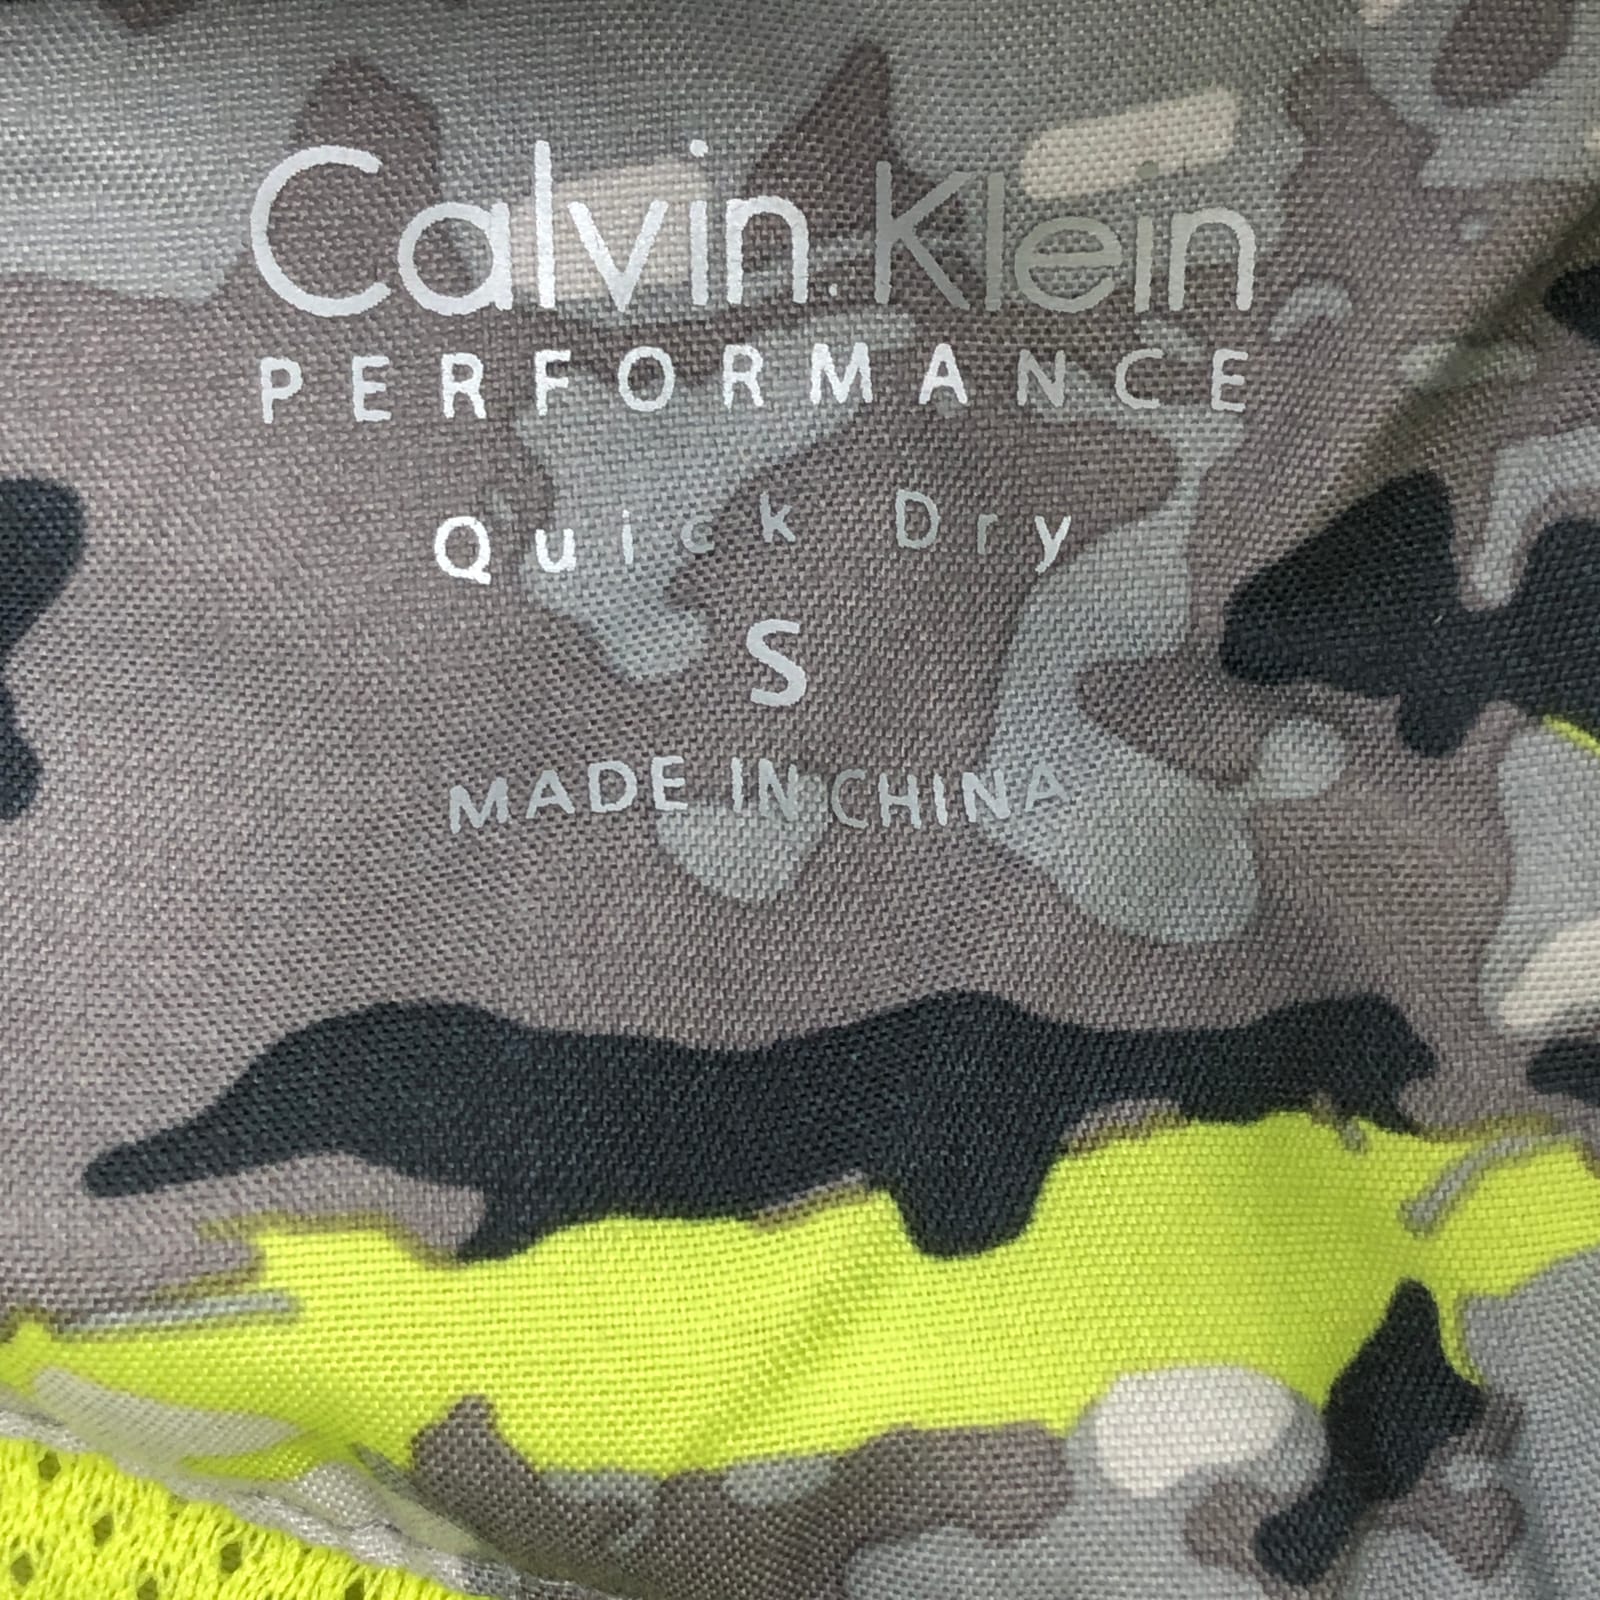 Calvin Klein
PERFORMANCE
Quick Dry
S
MADE IN CHINA